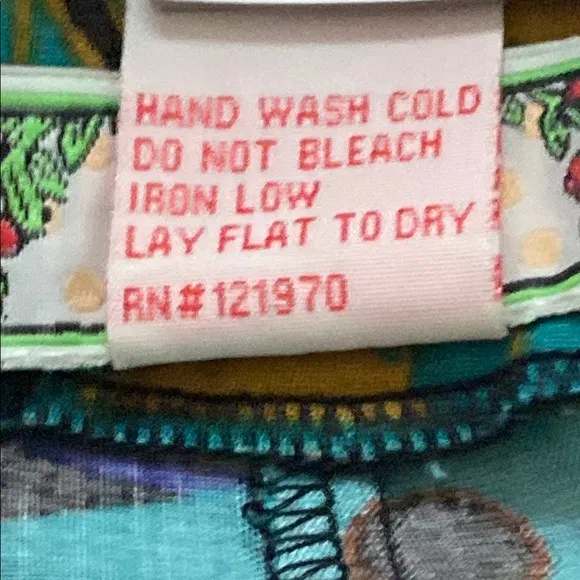 HAND WASH COLD
DO NOT BLEACH
IRON LOW
LAY FLAT TO DRY
RN#121970